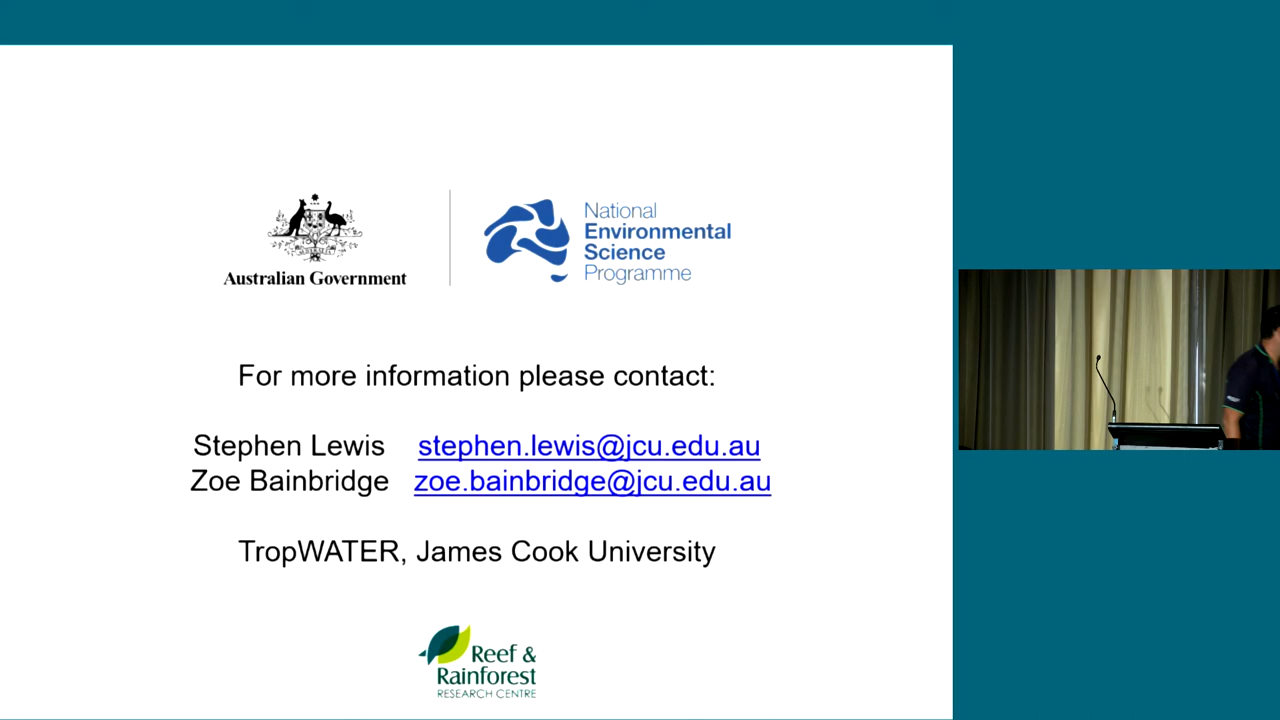 Australian Government
National
Environmental
Science
Programme
For more information please contact:
Stephen Lewis stephen.lewis@jcu.edu.au
Zoe Bainbridge zoe.bainbridge@jcu.edu.au
TropWATER, James Cook University
Reef &
Rainforest
RESEARCH CENTRE